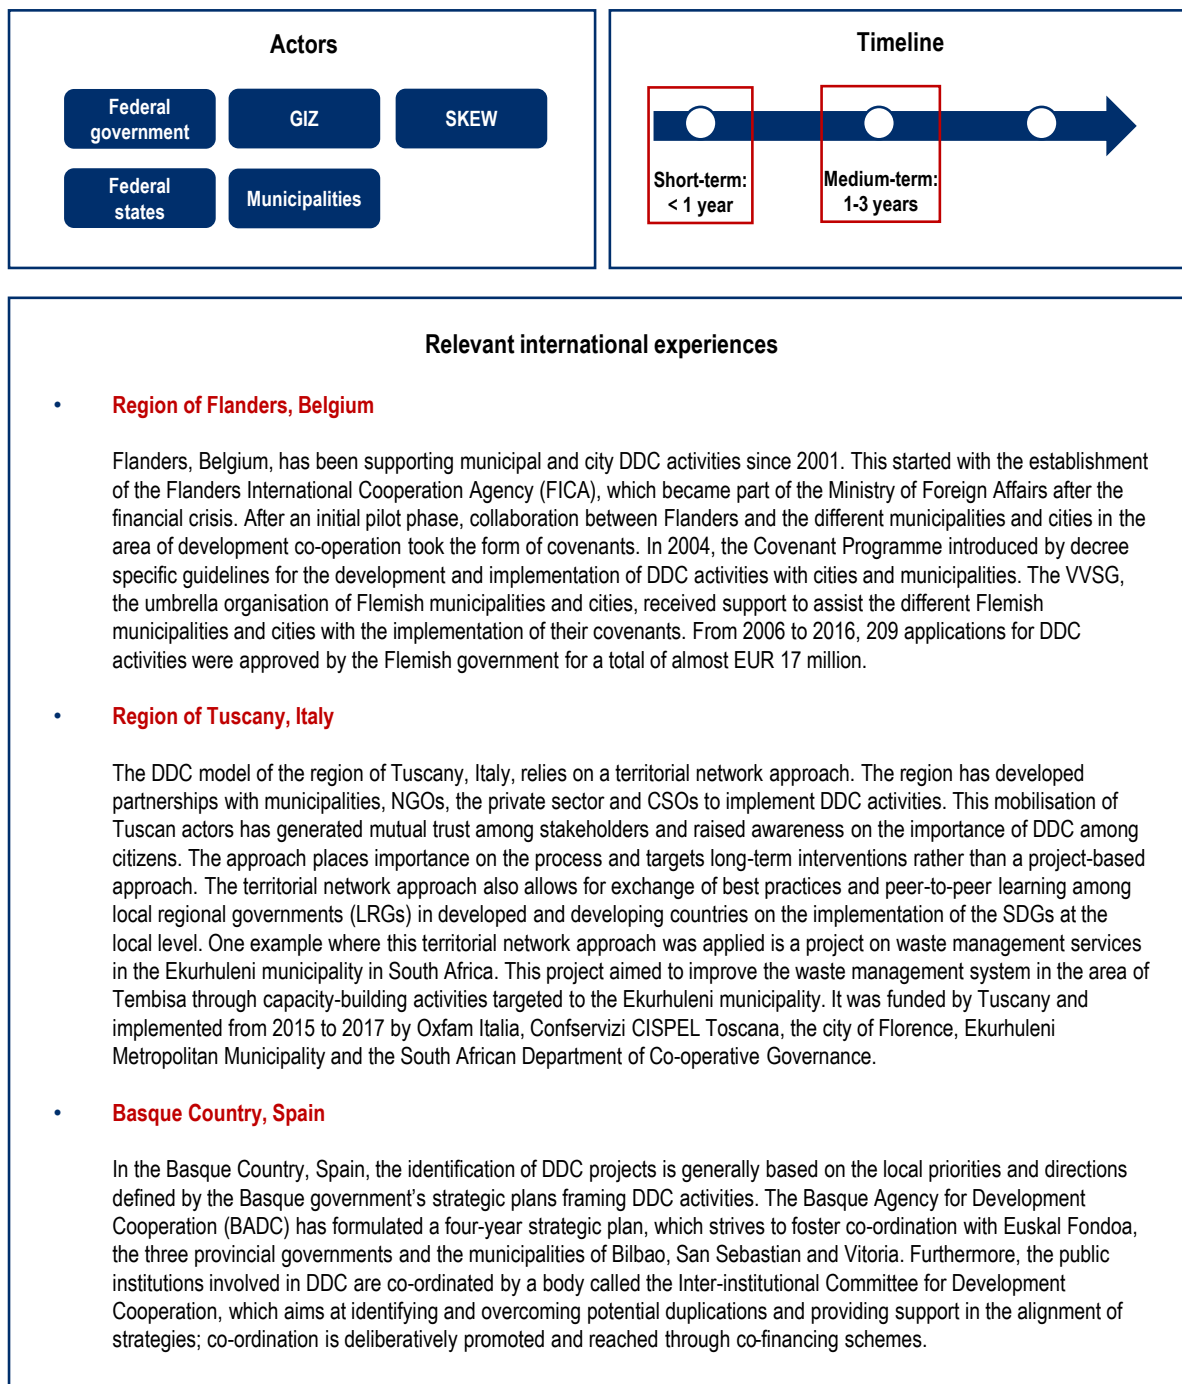 Actors
Federal
government
GIZ
SKEW
Federal
states
Municipalities
Timeline
Short-term:
< 1 year
Medium-term:
1-3 years
Relevant international experiences
• Region of Flanders, Belgium
Flanders, Belgium, has been supporting municipal and city DDC activities since 2001. This started with the establishment
of the Flanders International Cooperation Agency (FICA), which became part of the Ministry of Foreign Affairs after the
financial crisis. After an initial pilot phase, collaboration between Flanders and the different municipalities and cities in the
area of development co-operation took the form of covenants. In 2004, the Covenant Programme introduced by decree
specific guidelines for the development and implementation of DDC activities with cities and municipalities. The VVSG,
the umbrella organisation of Flemish municipalities and cities, received support to assist the different Flemish
municipalities and cities with the implementation of their covenants. From 2006 to 2016, 209 applications for DDC
activities were approved by the Flemish government for a total of almost EUR 17 million.
• Region of Tuscany, Italy
The DDC model of the region of Tuscany, Italy, relies on a territorial network approach. The region has developed
partnerships with municipalities, NGOs, the private sector and CSOs to implement DDC activities. This mobilisation of
Tuscan actors has generated mutual trust among stakeholders and raised awareness on the importance of DDC among
citizens. The approach places importance on the process and targets long-term interventions rather than a project-based
approach. The territorial network approach also allows for exchange of best practices and peer-to-peer learning among
local regional governments (LRGs) in developed and developing countries on the implementation of the SDGs at the
local level. One example where this territorial network approach was applied is a project on waste management services
in the Ekurhuleni municipality in South Africa. This project aimed to improve the waste management system in the area of
Tembisa through capacity-building activities targeted to the Ekurhuleni municipality. It was funded by Tuscany and
implemented from 2015 to 2017 by Oxfam Italia, Confservizi CISPEL Toscana, the city of Florence, Ekurhuleni
Metropolitan Municipality and the South African Department of Co-operative Governance.
• Basque Country, Spain
In the Basque Country, Spain, the identification of DDC projects is generally based on the local priorities and directions
defined by the Basque government’s strategic plans framing DDC activities. The Basque Agency for Development
Cooperation (BADC) has formulated a four-year strategic plan, which strives to foster co-ordination with Euskal Fondoa,
the three provincial governments and the municipalities of Bilbao, San Sebastian and Vitoria. Furthermore, the public
institutions involved in DDC are co-ordinated by a body called the Inter-institutional Committee for Development
Cooperation, which aims at identifying and overcoming potential duplications and providing support in the alignment of
strategies; co-ordination is deliberatively promoted and reached through co-financing schemes.